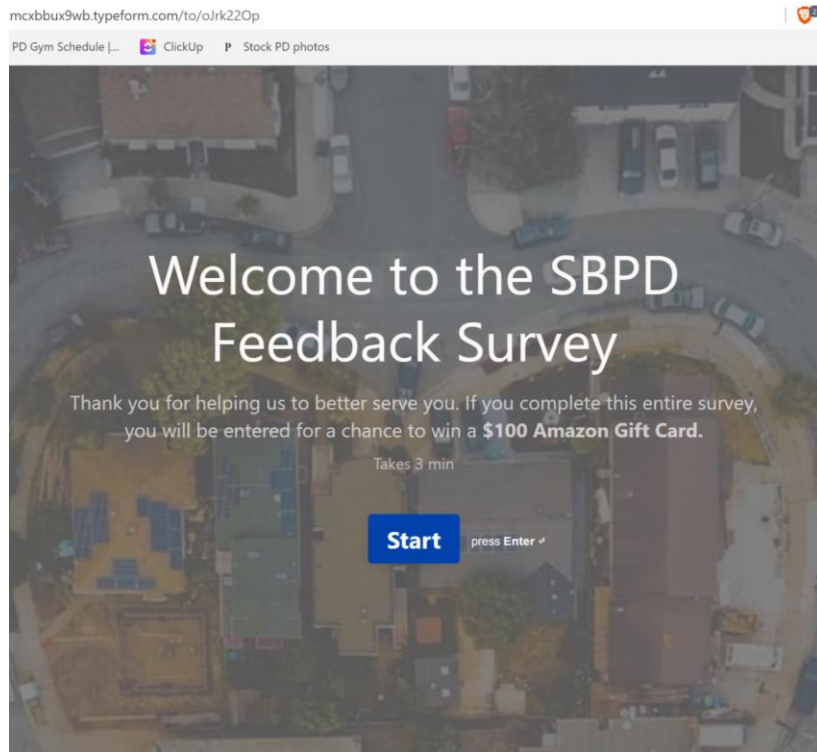 mcxbbux9wb.typeform.com/to/oJrk22Op
PD Gym Schedule |... ClickUp P Stock PD photos
Welcome to the SBPD
Feedback Survey
Thank you for helping us to better serve you. If you complete this entire survey,
you will be entered for a chance to win a $100 Amazon Gift Card.
Takes 3 min
Start press Enter ↵